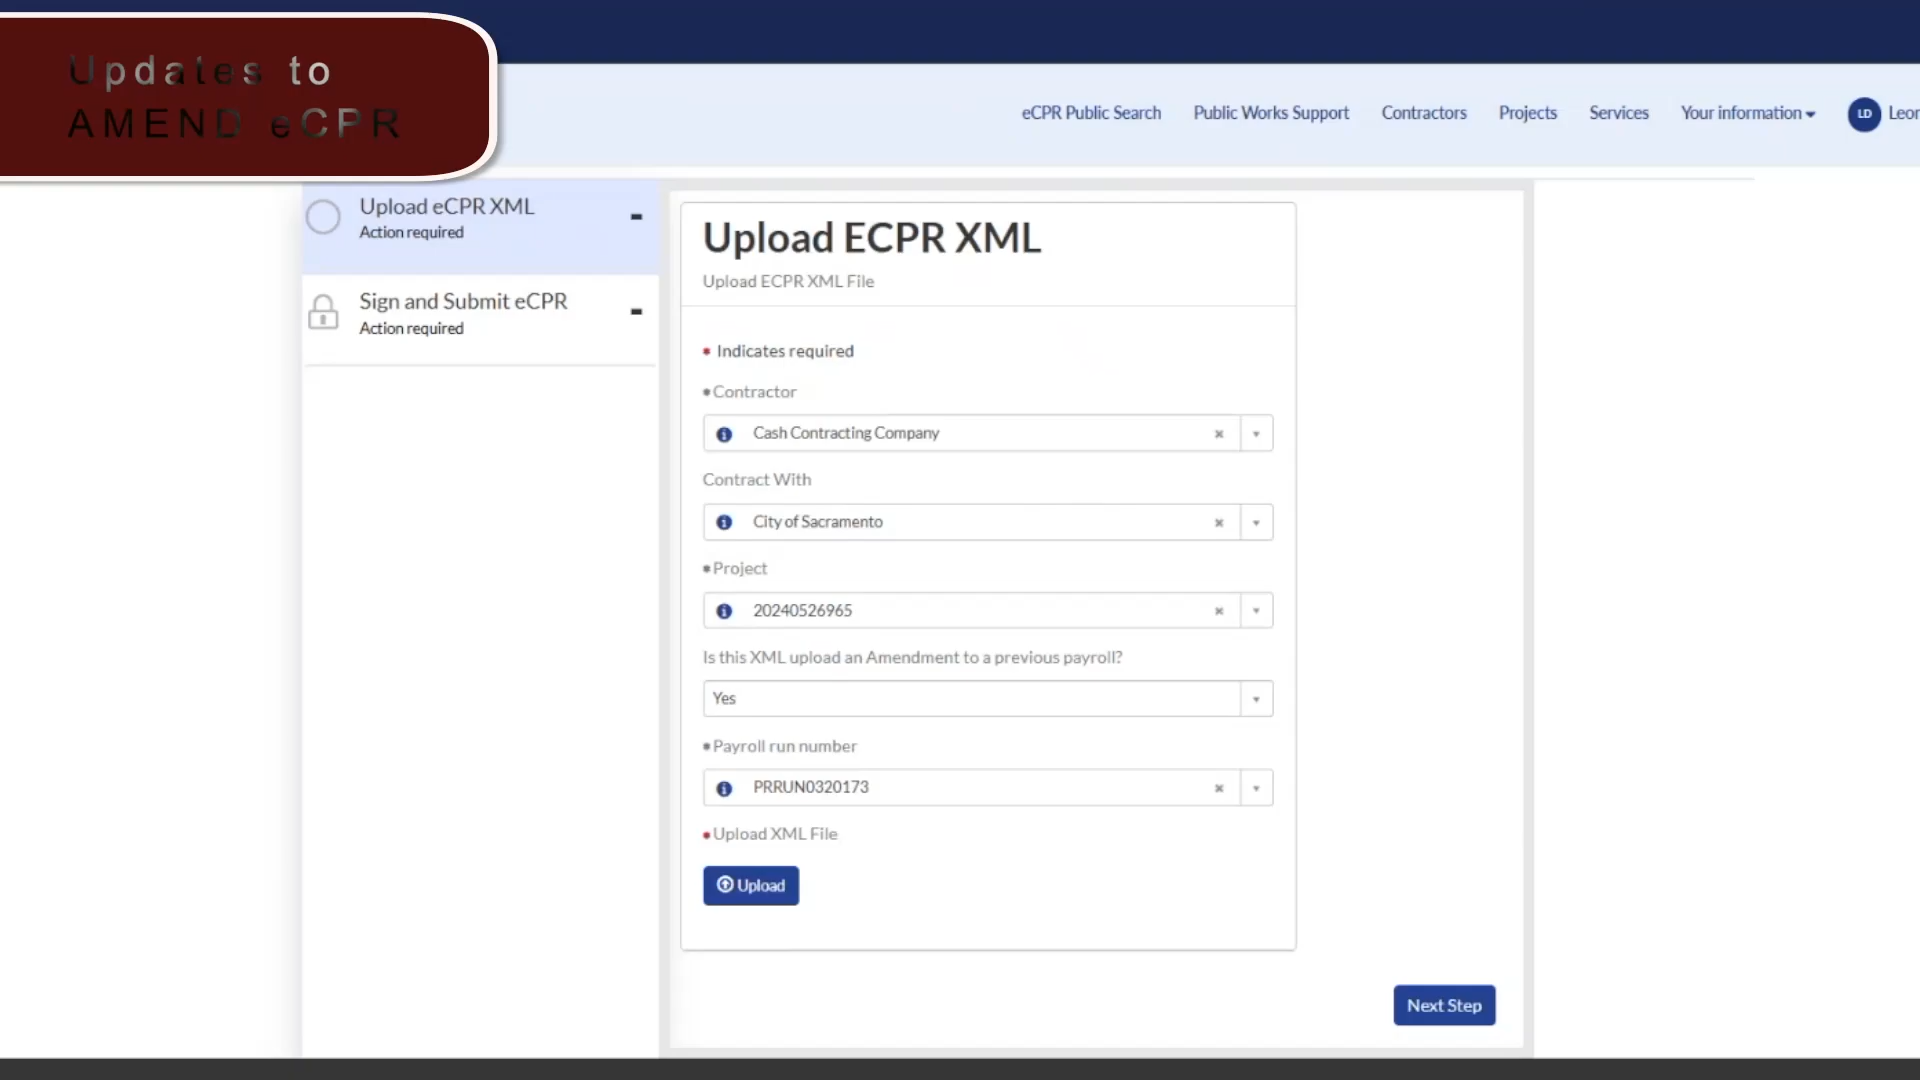 Updates to
AMEND eCPR
eCPR Public Search
Public Works Support
Contractors
Projects
Services
Your information
LD
Leor
Upload eCPR XML
Action required
Sign and Submit eCPR
Action required
Upload ECPR XML
Upload ECPR XML File
* Indicates required
*Contractor
Cash Contracting Company
Contract With
City of Sacramento
*Project
20240526965
Is this XML upload an Amendment to a previous payroll?
Yes
*Payroll run number
PRRUN0320173
*Upload XML File
Upload
Next Step